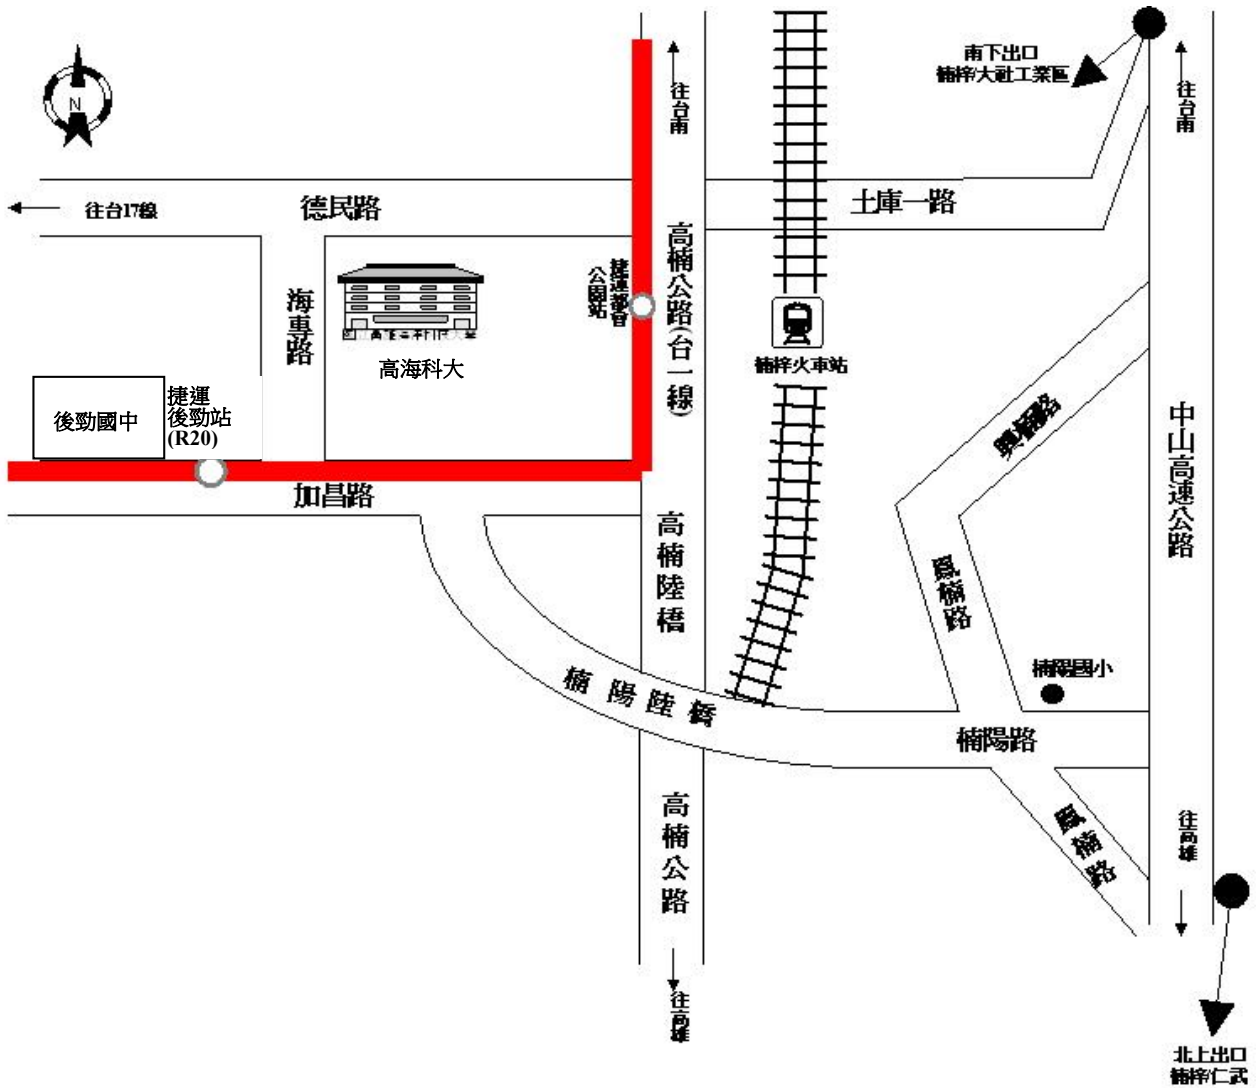 南下出口
楠梓/大社工業區
N
往台南
往台南
往台17線
德民路
土庫一路
高楠公路(台一線)
捷運都會
公園站
海專路
高海科大
楠梓火車站
後勁國中
捷運
後勁站
(R20)
興楠路
中山高速公路
加昌路
高楠陸橋
鳳楠路
楠陽國小
楠陽陸橋
楠陽路
高楠公路
鳳楠路
往高雄
往高雄
北上出口
楠梓/仁武